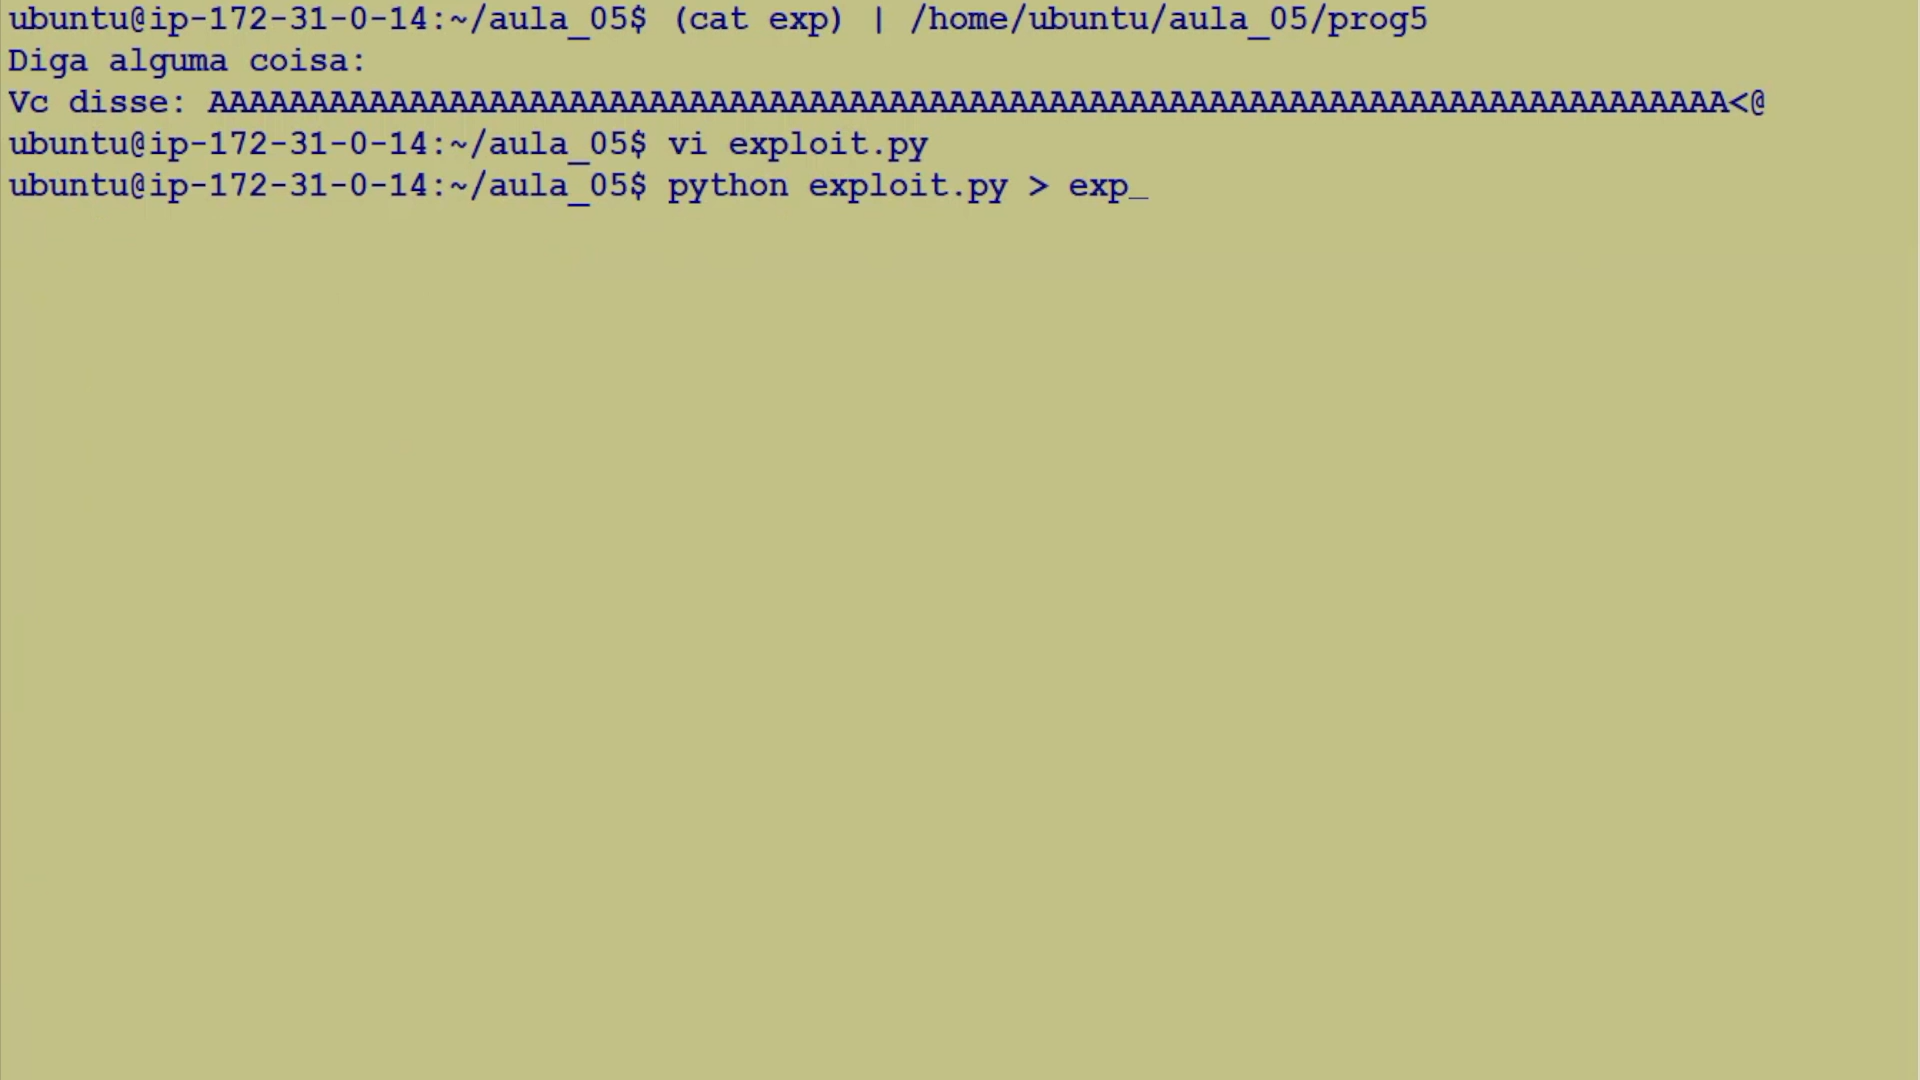 ubuntu@ip-172-31-0-14:~/aula_05$ (cat exp) | /home/ubuntu/aula_05/prog5
Diga alguma coisa:
Vc disse: AAAAAAAAAAAAAAAAAAAAAAAAAAAAAAAAAAAAAAAAAAAAAAAAAAAAAAAAAAAAAAAAAAAAAAAAAAAA<@
ubuntu@ip-172-31-0-14:~/aula_05$ vi exploit.py
ubuntu@ip-172-31-0-14:~/aula_05$ python exploit.py > exp_